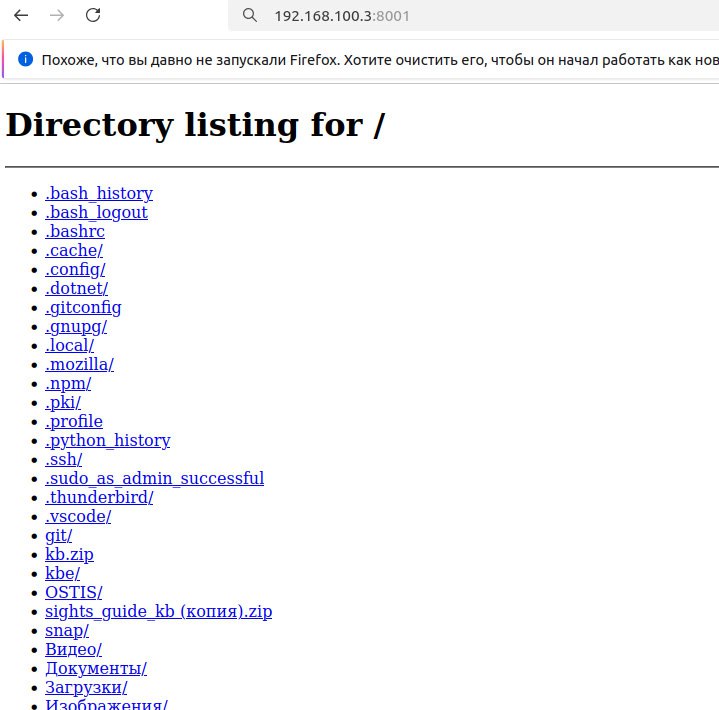 192.168.100.3:8001
Похоже, что вы давно не запускали Firefox. Хотите очистить его, чтобы он начал работать как нов
Directory listing for /
.bash_history
.bash_logout
.bashrc
.cache/
.config/
.dotnet/
.gitconfig
.gnupg/
.local/
.mozilla/
.npm/
.pki/
.profile
.python_history
.ssh/
.sudo_as_admin_successful
.thunderbird/
.vscode/
git/
kb.zip
kbe/
OSTIS/
sights_guide_kb (копия).zip
snap/
Видео/
Документы/
Загрузки/
Изображения/